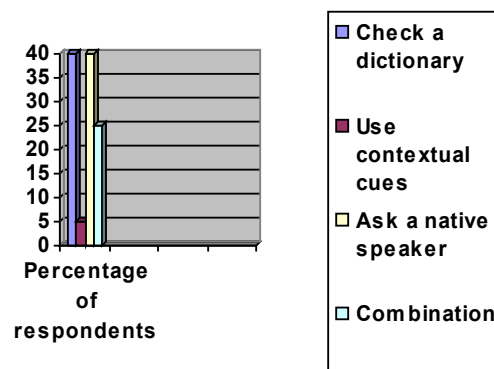 40
35
30
25
20
15
10
5
0
Percentage
of
respondents
Check a
dictionary
Use
contextual
cues
Ask a native
speaker
Combination